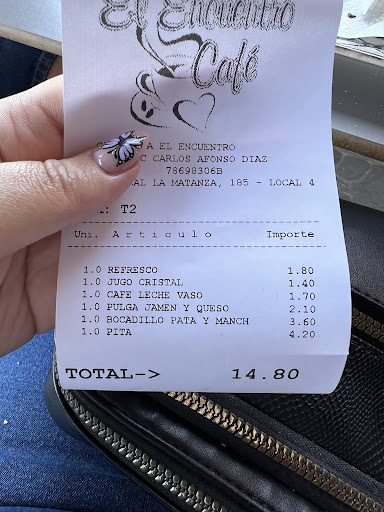 El Encuentro
Café
A EL ENCUENTRO
C CARLOS AFONSO DIAZ
78698306B
AL LA MATANZA, 185 - LOCAL 4
: T2
Uni. Artículo Importe
1.0 REFRESCO 1.80
1.0 JUGO CRISTAL 1.40
1.0 CAFE LECHE VASO 1.70
1.0 PULGA JAMEN Y QUESO 2.10
1.0 BOCADILLO PATA Y MANCH 3.60
1.0 PITA 4.20
TOTAL-> 14.80